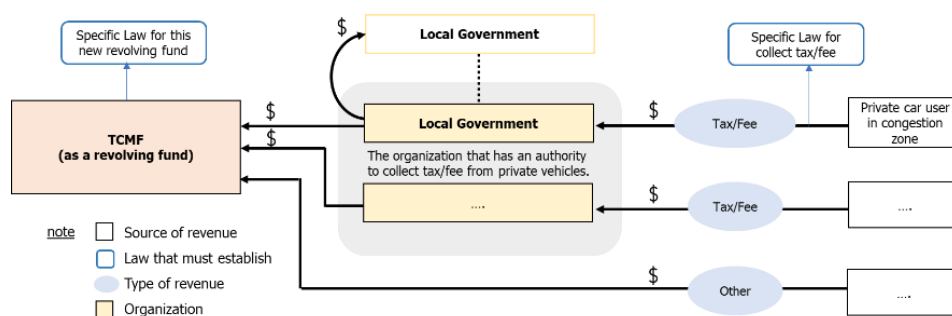 Specific Law for this
new revolving fund
$
Local Government
Specific Law for
collect tax/fee
TCMF
(as a revolving fund)
$
Local Government
$
Tax/Fee
Private car user
in congestion
zone
$
The organization that has an authority
to collect tax/fee from private vehicles.
….
$
Tax/Fee
….
note
Source of revenue
Law that must establish
Type of revenue
Organization
$
Other
….